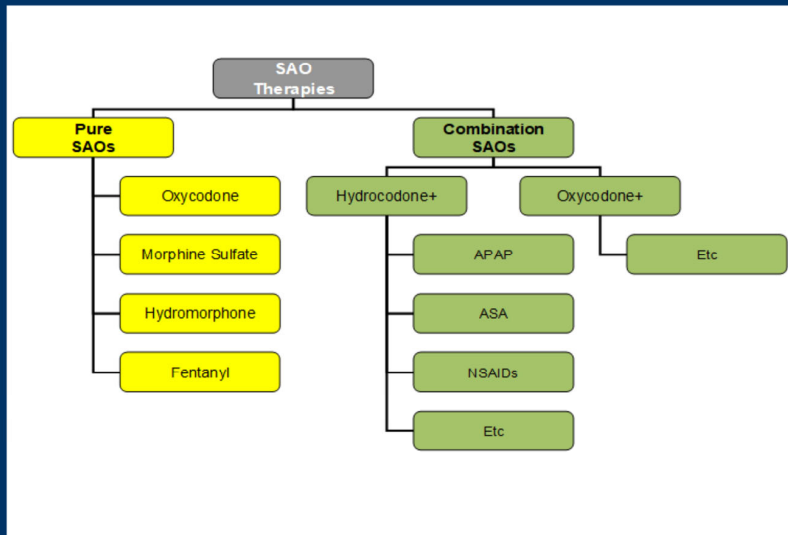 SAO
Therapies
Pure
SAOs
Combination
SAOs
Oxycodone
Hydrocodone+
Oxycodone+
Morphine Sulfate
APAP
Etc
Hydromorphone
ASA
Fentanyl
NSAIDs
Etc